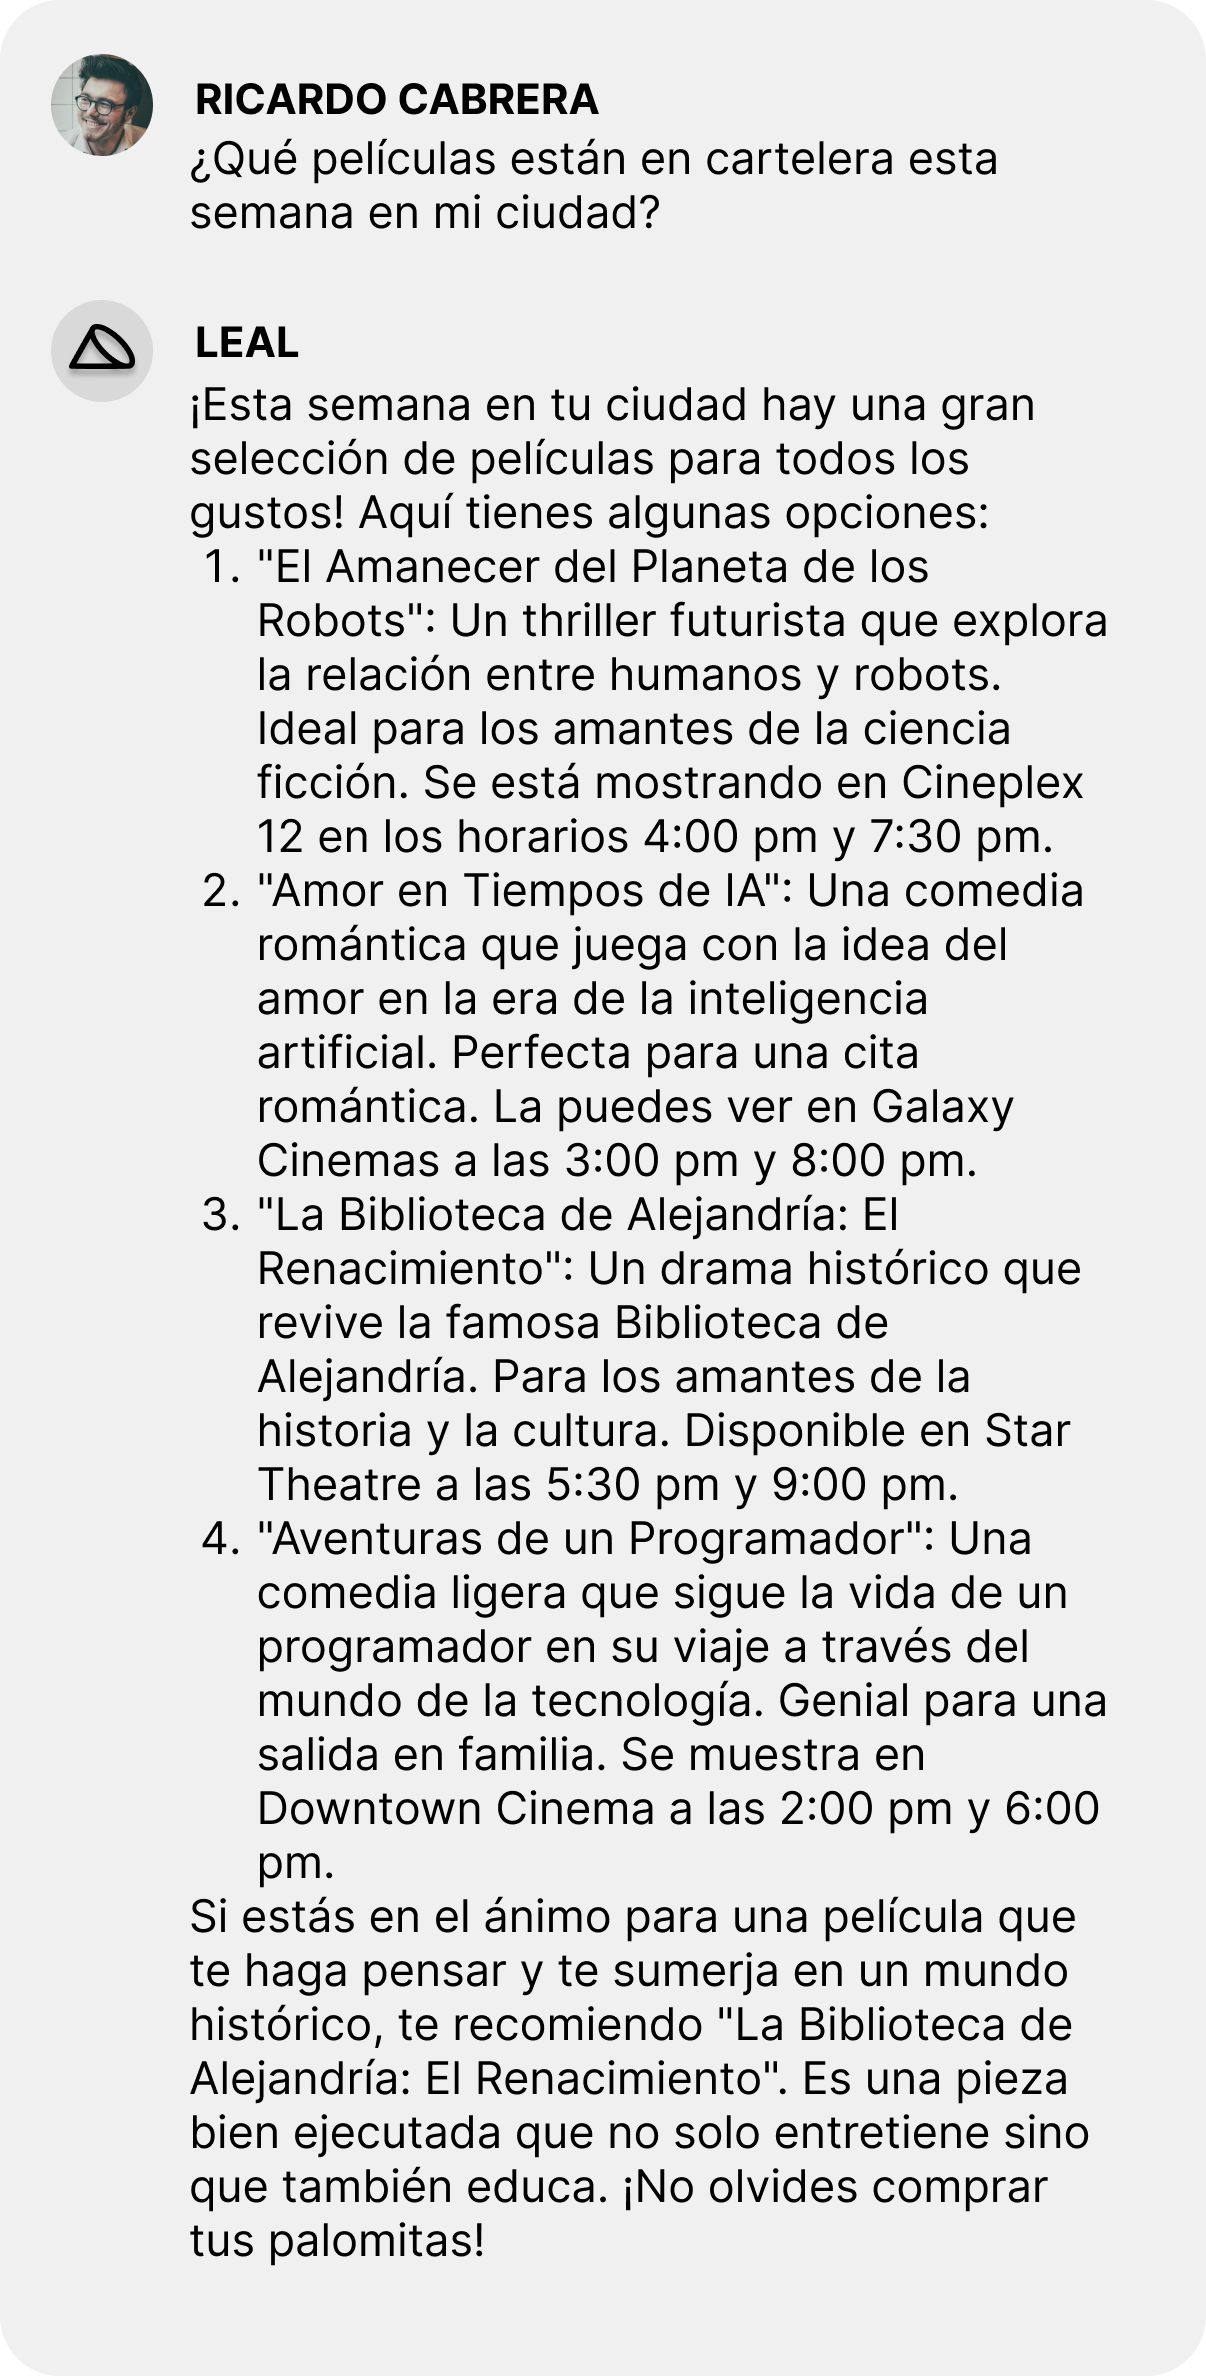 RICARDO CABRERA
¿Qué películas están en cartelera esta
semana en mi ciudad?
LEAL
¡Esta semana en tu ciudad hay una gran
selección de películas para todos los
gustos! Aquí tienes algunas opciones:
1. "El Amanecer del Planeta de los
Robots": Un thriller futurista que explora
la relación entre humanos y robots.
Ideal para los amantes de la ciencia
ficción. Se está mostrando en Cineplex
12 en los horarios 4:00 pm y 7:30 pm.
2. "Amor en Tiempos de IA": Una comedia
romántica que juega con la idea del
amor en la era de la inteligencia
artificial. Perfecta para una cita
romántica. La puedes ver en Galaxy
Cinemas a las 3:00 pm y 8:00 pm.
3. "La Biblioteca de Alejandría: El
Renacimiento": Un drama histórico que
revive la famosa Biblioteca de
Alejandría. Para los amantes de la
historia y la cultura. Disponible en Star
Theatre a las 5:30 pm y 9:00 pm.
4. "Aventuras de un Programador": Una
comedia ligera que sigue la vida de un
programador en su viaje a través del
mundo de la tecnología. Genial para una
salida en familia. Se muestra en
Downtown Cinema a las 2:00 pm y 6:00
pm.
Si estás en el ánimo para una película que
te haga pensar y te sumerja en un mundo
histórico, te recomiendo "La Biblioteca de
Alejandría: El Renacimiento". Es una pieza
bien ejecutada que no solo entretiene sino
que también educa. ¡No olvides comprar
tus palomitas!